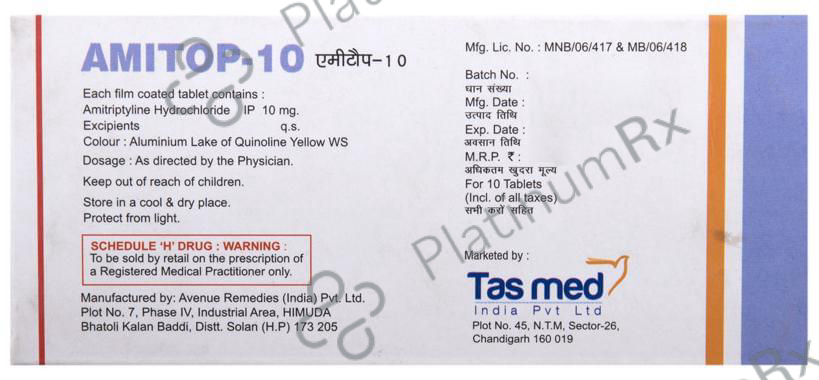 AMITOP-10 एमीटौप-10
Each film coated tablet contains :
Amitriptyline Hydrochloride IP 10 mg.
Excipients q.s.
Colour : Aluminium Lake of Quinoline Yellow WS
Dosage : As directed by the Physician.
Keep out of reach of children.
Store in a cool & dry place.
Protect from light.
SCHEDULE 'H' DRUG : WARNING :
To be sold by retail on the prescription of
a Registered Medical Practitioner only.
Manufactured by: Avenue Remedies (India) Pvt. Ltd.
Plot No. 7, Phase IV, Industrial Area, HIMUDA
Bhatoli Kalan Baddi, Distt. Solan (H.P) 173 205
Mfg. Lic. No. : MNB/06/417 & MB/06/418
Batch No. :
घान संख्या
Mfg. Date :
उत्पाद तिथि
Exp. Date :
अवसान तिथि
M.R.P. ₹ :
अधिकतम खुदरा मूल्य
For 10 Tablets
(Incl. of all taxes)
सभी करों सहित
Marketed by :
Tas med
India Pvt Ltd
Plot No. 45, N.T.M, Sector-26,
Chandigarh 160 019
PlatinumRx
PlatinumRx
Rx